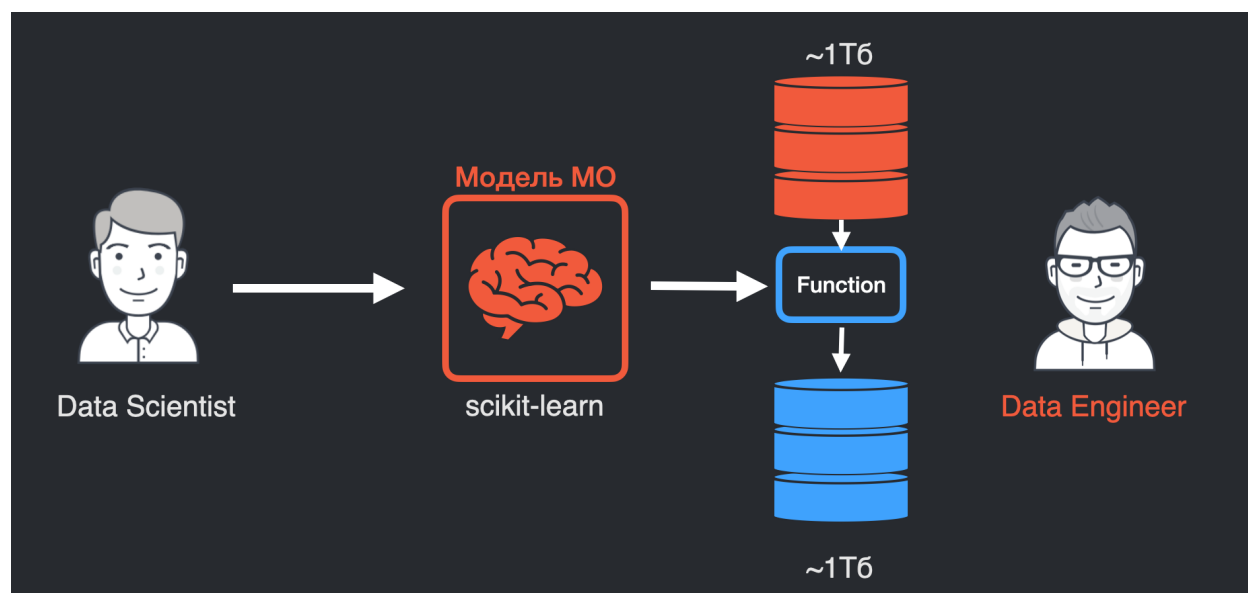 ~1Тб
Модель МО
Function
Data Scientist
scikit-learn
Data Engineer
~1Тб